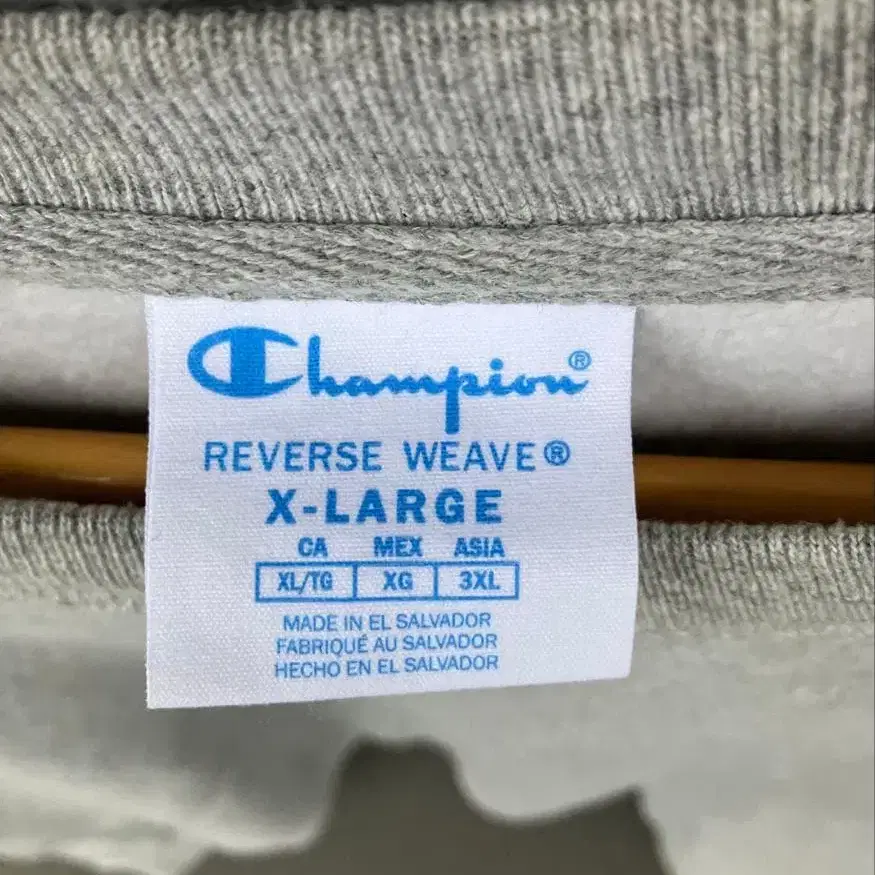 Champion®
REVERSE WEAVE®
X-LARGE
CA MEX ASIA
XL/TG XG 3XL
MADE IN EL SALVADOR
FABRIQUÉ AU SALVADOR
HECHO EN EL SALVADOR